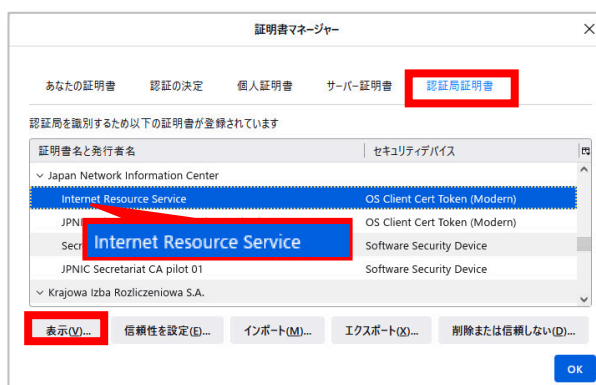 証明書マネージャー
あなたの証明書 認証の決定 個人証明書 サーバー証明書 認証局証明書
認証局を識別するため以下の証明書が登録されています
証明書名と発行者名 セキュリティデバイス
Japan Network Information Center
Internet Resource Service OS Client Cert Token (Modern)
JPNI OS Client Cert Token (Modern)
Internet Resource Service
Secr Software Security Device
JPNIC Secretariat CA pilot 01 Software Security Device
Krajowa Izba Rozliczeniowa S.A.
表示(V)... 信頼性を設定(E)... インポート(M)... エクスポート(X)... 削除または信頼しない(D)...
OK